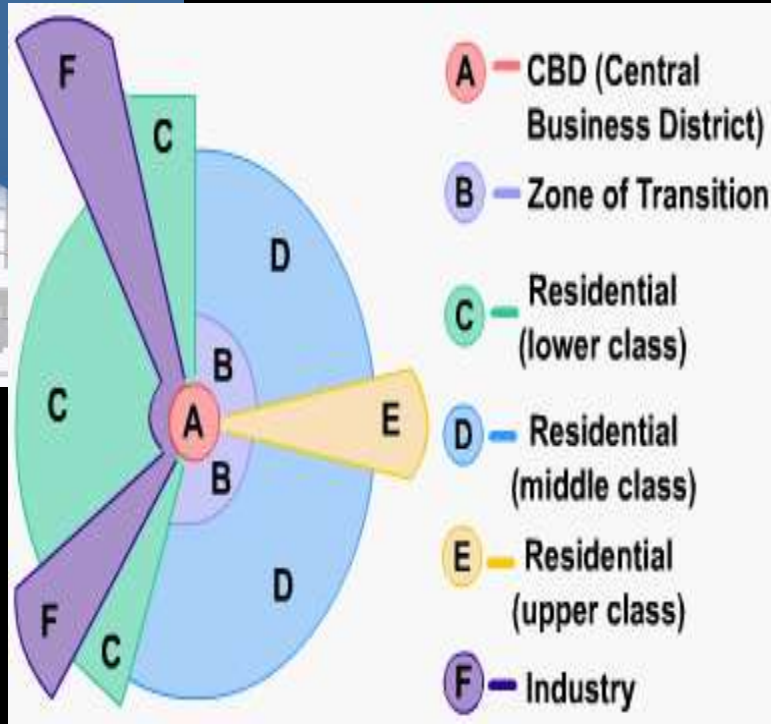 F
C
D
B
C
A
E
B
D
F
C
A CBD (Central
Business District)
B Zone of Transition
C Residential
(lower class)
D Residential
(middle class)
E Residential
(upper class)
F Industry